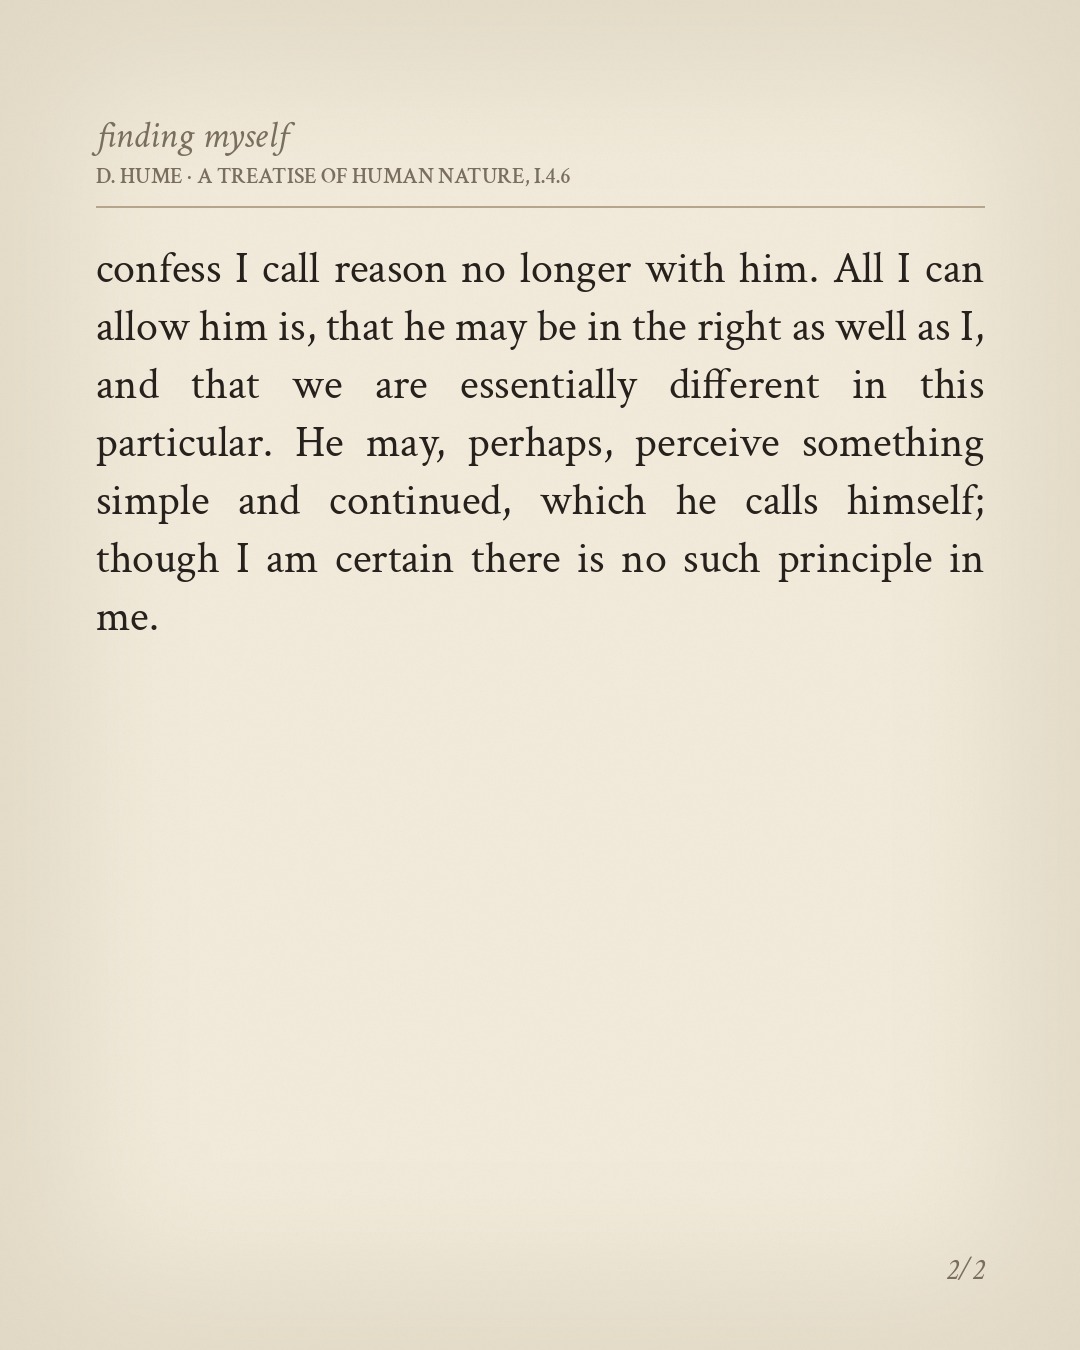 finding myself
D. HUME · A TREATISE OF HUMAN NATURE, I.4.6
confess I call reason no longer with him. All I can
allow him is, that he may be in the right as well as I,
and that we are essentially different in this
particular. He may, perhaps, perceive something
simple and continued, which he calls himself;
though I am certain there is no such principle in
me.
2/2